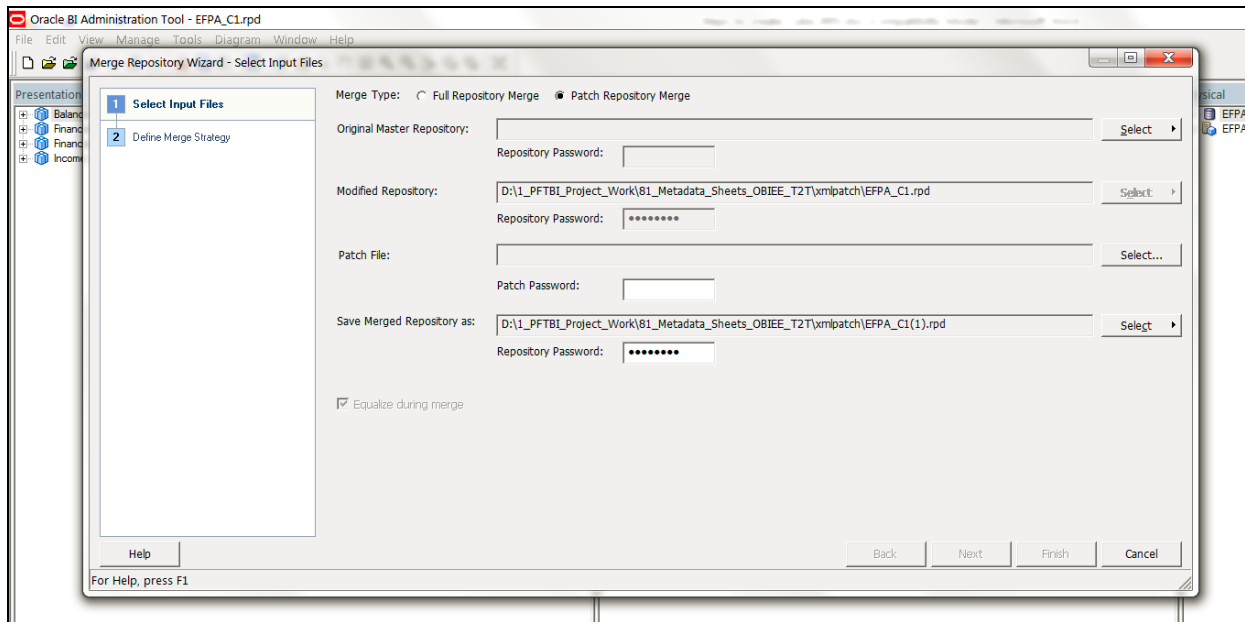 Oracle BI Administration Tool - EFPA_C1.rpd
File Edit View Manage Tools Diagram Window Help
Merge Repository Wizard - Select Input Files
Presentation
Balanc
Financ
Financ
Income
1 Select Input Files
2 Define Merge Strategy
Merge Type: Full Repository Merge Patch Repository Merge
Original Master Repository: Select
Repository Password:
Modified Repository: D:\1_PFTBI_Project_Work\81_Metadata_Sheets_OBIEE_T2T\xmlpatch\EFPA_C1.rpd Select
Repository Password: ••••••••
Patch File: Select...
Patch Password:
Save Merged Repository as: D:\1_PFTBI_Project_Work\81_Metadata_Sheets_OBIEE_T2T\xmlpatch\EFPA_C1(1).rpd Select
Repository Password: ••••••••
Equalize during merge
Help Back Next Finish Cancel
For Help, press F1
ysical
EFPA
EFPA